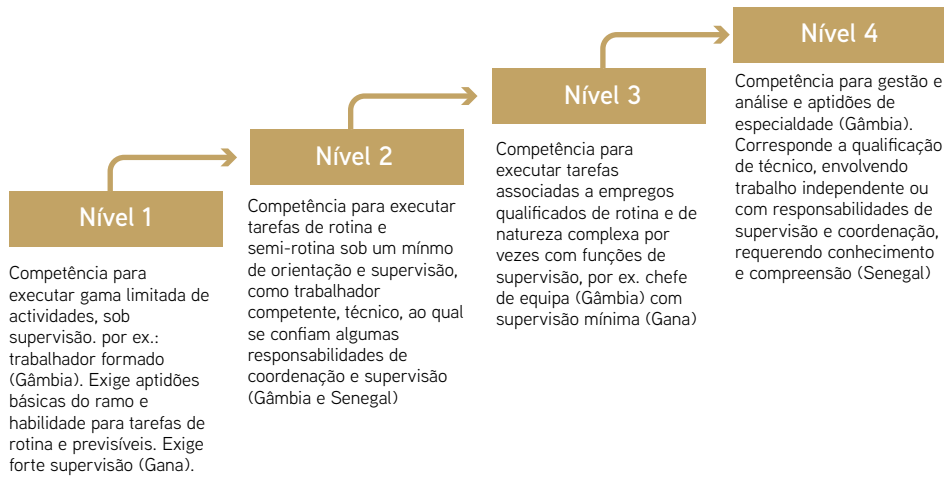 Nível 1
Competência para
executar gama limitada de
actividades, sob
supervisão. por ex.:
trabalhador formado
(Gâmbia). Exige aptidões
básicas do ramo e
habilidade para tarefas de
rotina e previsíveis. Exige
forte supervisão (Gana).
Nível 2
Competência para executar
tarefas de rotina e
semi-rotina sob um mínmo
de orientação e supervisão,
como trabalhador
competente, técnico, ao qual
se confiam algumas
responsabilidades de
coordenação e supervisão
(Gâmbia e Senegal)
Nível 3
Competência para
executar tarefas
associadas a empregos
qualificados de rotina e de
natureza complexa por
vezes com funções de
supervisão, por ex. chefe
de equipa (Gâmbia) com
supervisão mínima (Gana)
Nível 4
Competência para gestão e
análise e aptidões de
especialdade (Gâmbia).
Corresponde a qualificação
de técnico, envolvendo
trabalho independente ou
com responsabilidades de
supervisão e coordenação,
requerendo conhecimento
e compreensão (Senegal)